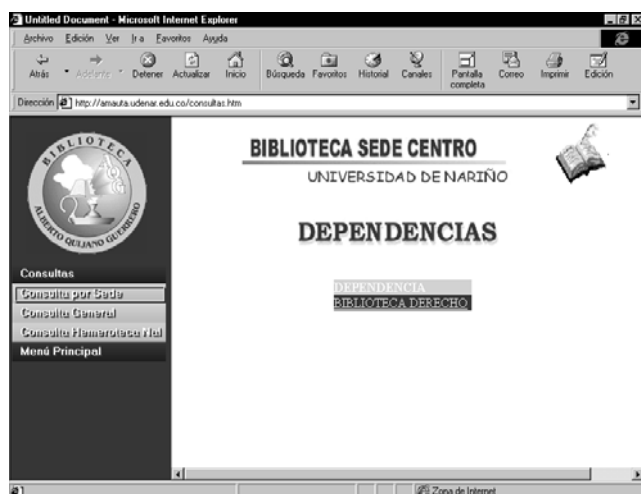 Untitled Document - Microsoft Internet Explorer
Archivo Edición Ver Ir a Favoritos Ayuda
Atrás Adelante Detener Actualizar Inicio Búsqueda Favoritos Historial Canales Pantalla completa Correo Imprimir Edición
Dirección http://amauta.udenar.edu.co/consultas.htm
BIBLIOTECA
ALBERTO QUIJANO GUERRERO
BIBLIOTECA SEDE CENTRO
UNIVERSIDAD DE NARIÑO
DEPENDENCIAS
DEPENDENCIA
BIBLIOTECA DERECHO
Consultas
Consulta por Sede
Consulta General
Consulta Hemeroteca Nal
Menú Principal
Zona de Internet